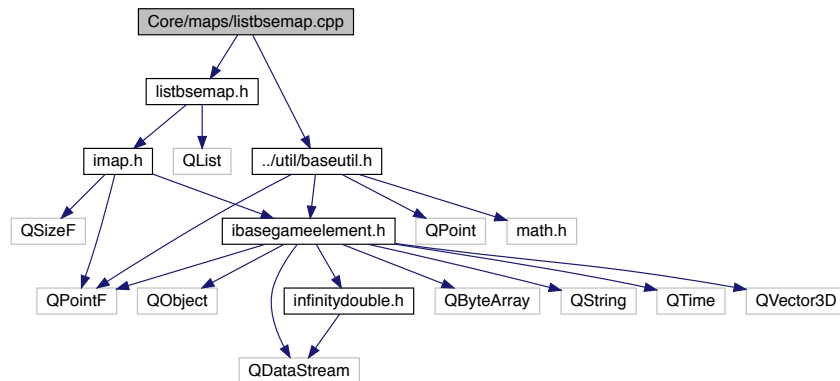 Core/maps/listbsemap.cpp
listbsemap.h
imap.h
QList
../util/baseutil.h
QSizeF
ibasegameelement.h
QPoint
math.h
QPointF
QObject
infinitydouble.h
QByteArray
QString
QTime
QVector3D
QDataStream